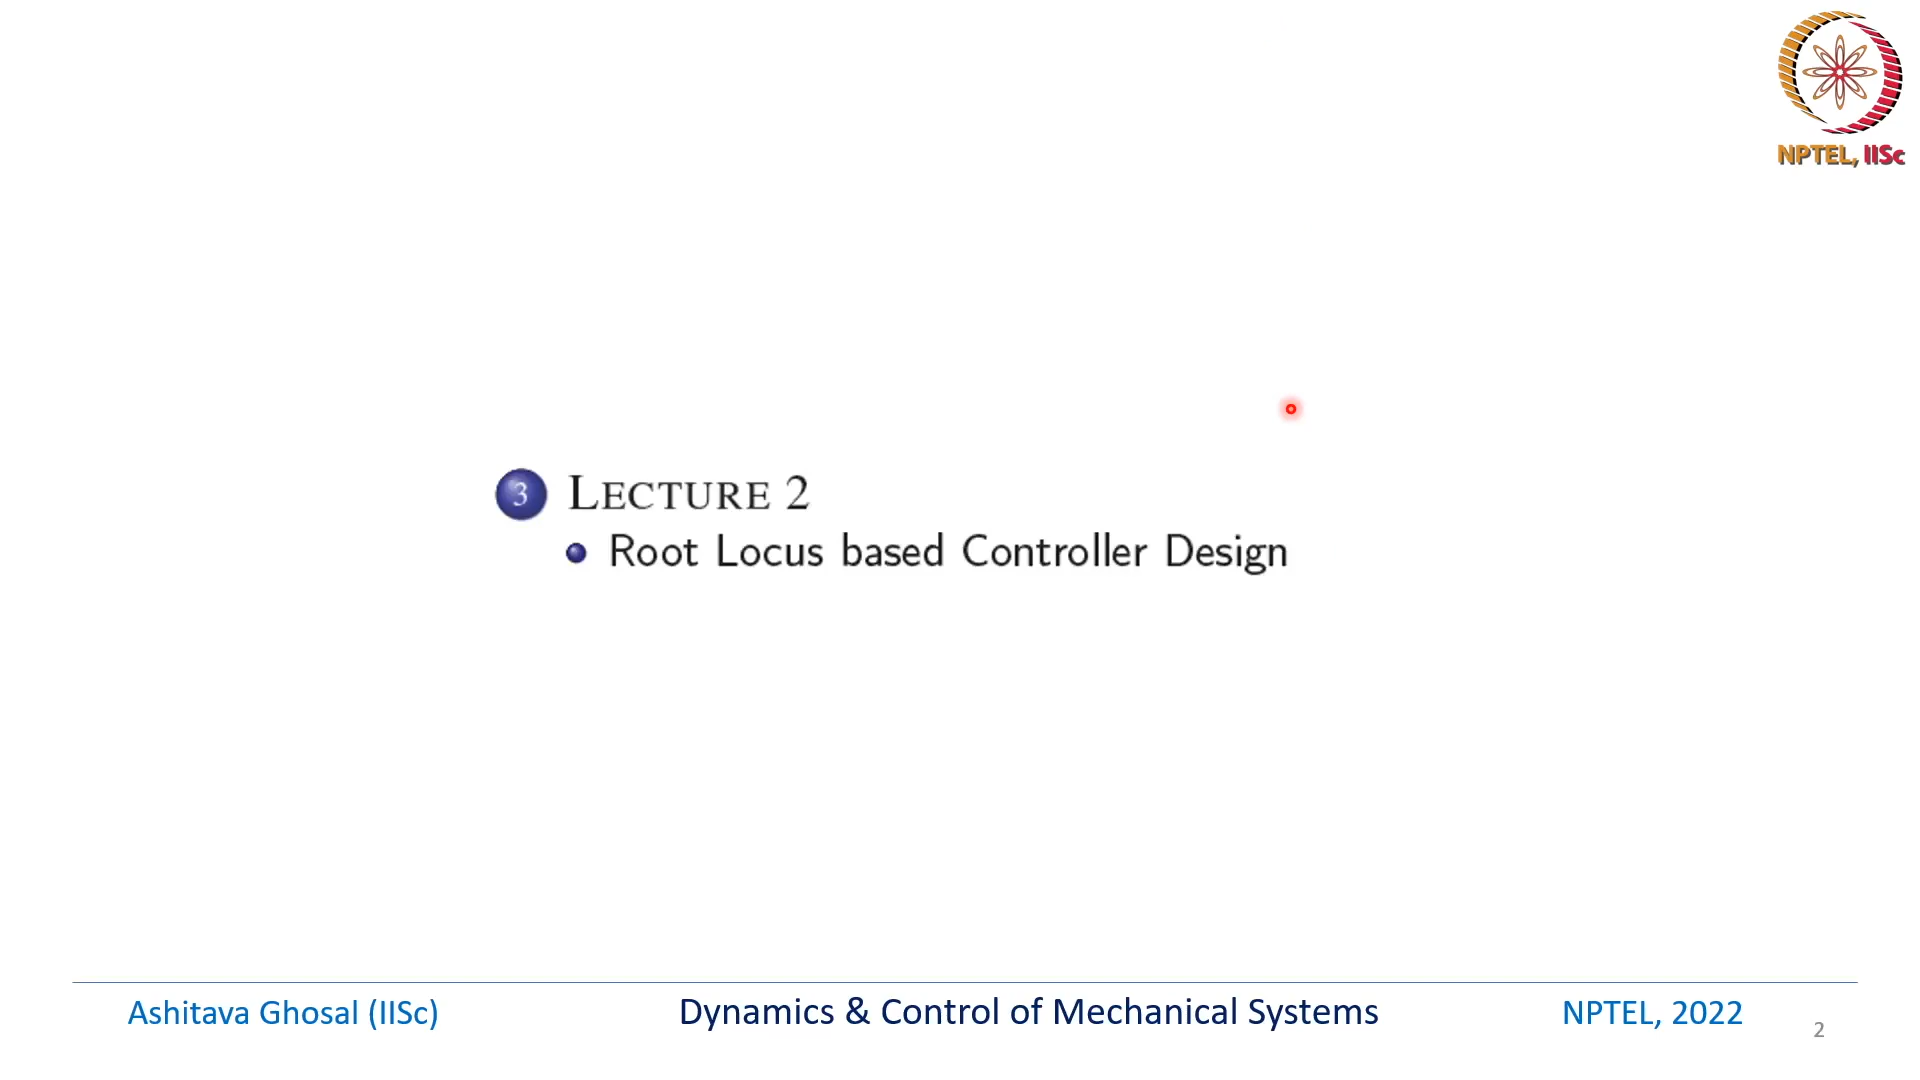 NPTEL, IISc
3 LECTURE 2
Root Locus based Controller Design
Ashitava Ghosal (IISc) Dynamics & Control of Mechanical Systems NPTEL, 2022 2